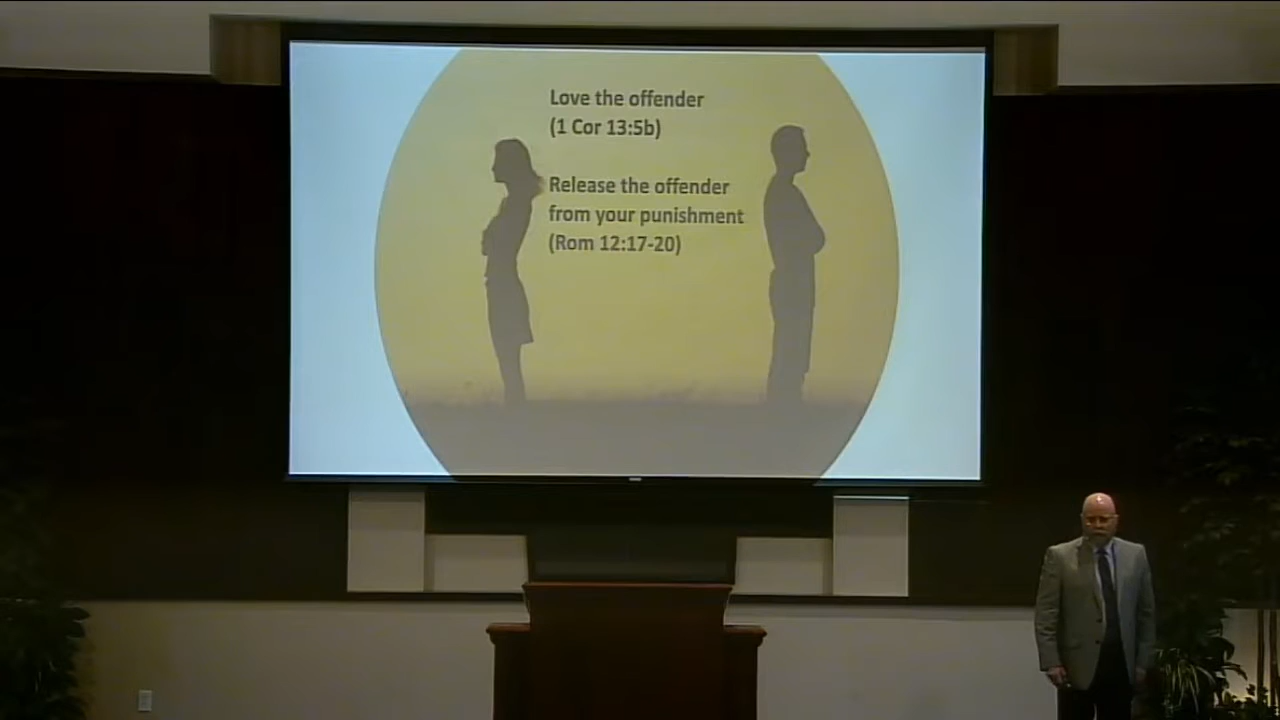 Love the offender
(1 Cor 13:5b)
Release the offender
from your punishment
(Rom 12:17-20)